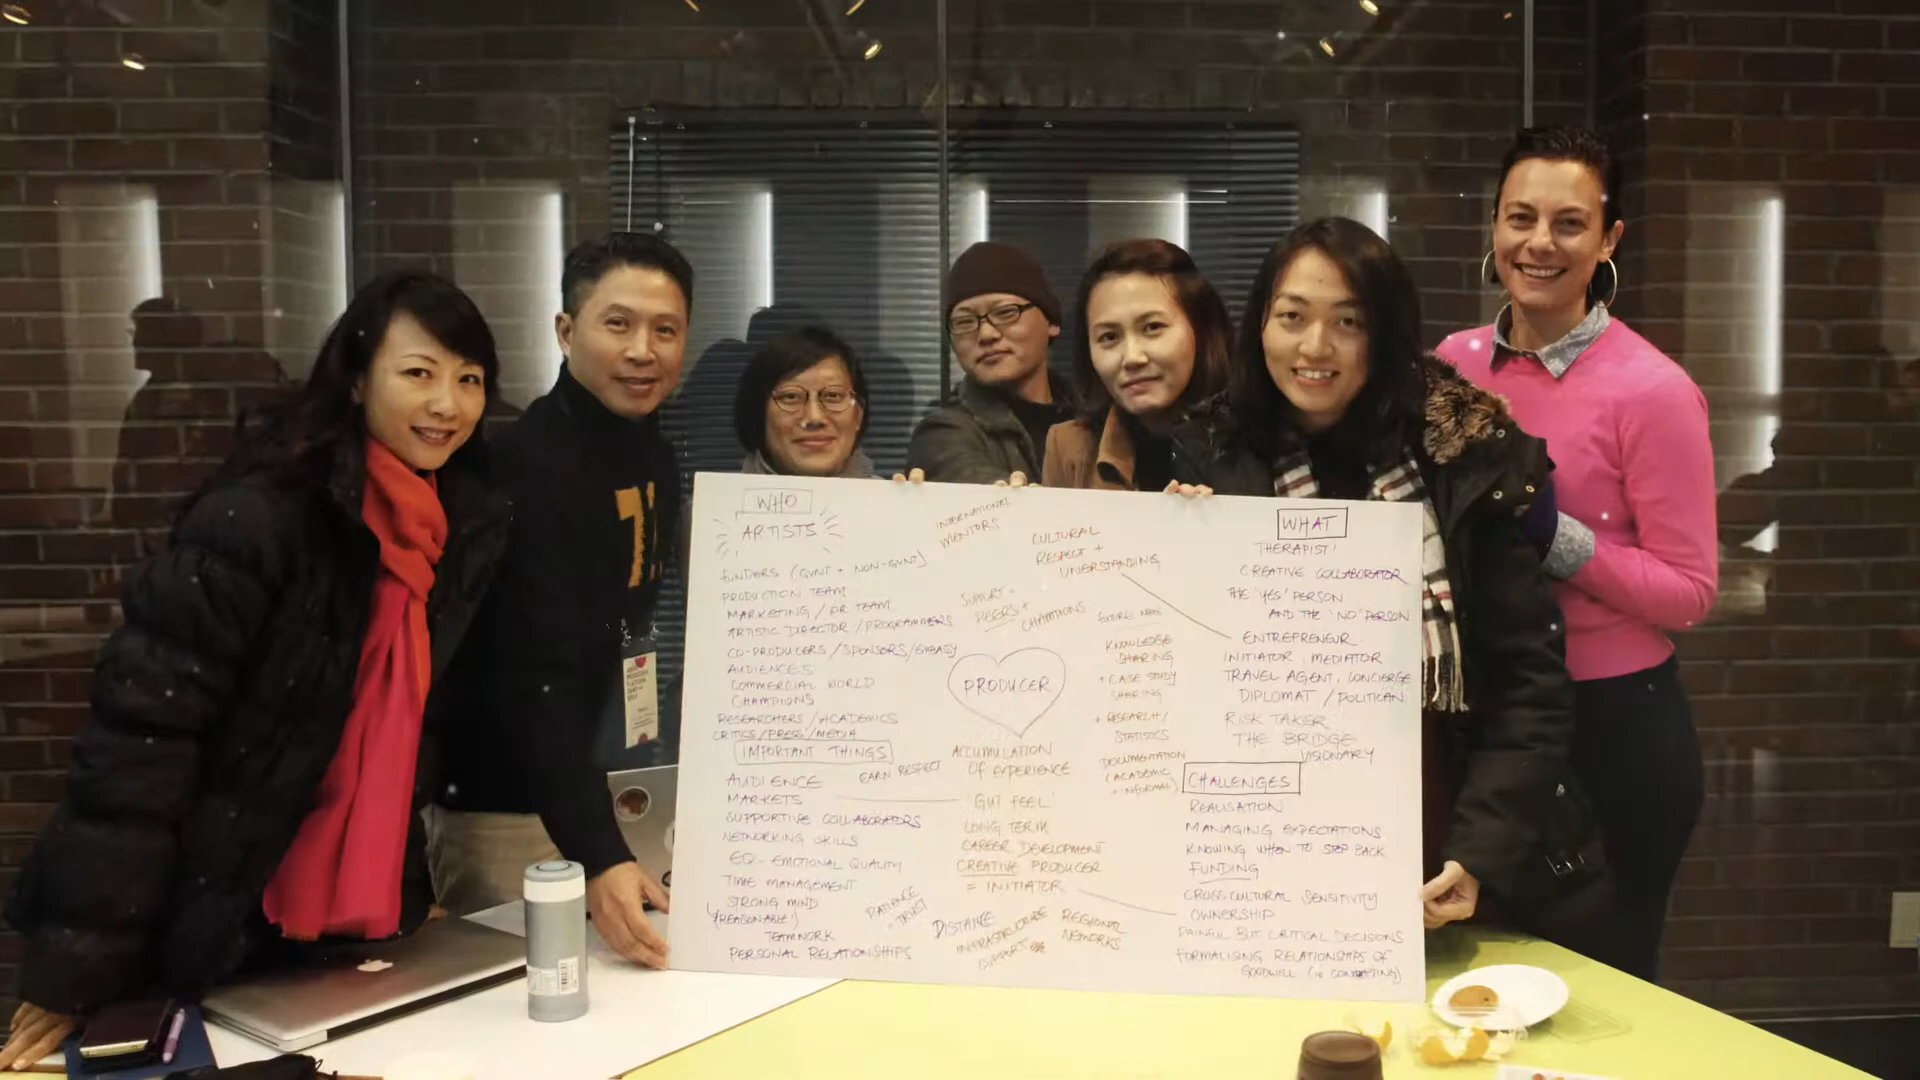 WHO
ARTISTS
FUNDERS (GVNT + NON-GVNT)
PRODUCTION TEAM
MARKETING / PR TEAM
ARTISTIC DIRECTOR / PROGRAMMERS
CO-PRODUCERS / SPONSORS / EMBASY
AUDIENCES
COMMERCIAL WORLD
CHAMPIONS
RESEARCHERS / ACADEMICS
CRITICS / PRESS / MEDIA
IMPORTANT THINGS
AUDIENCE
MARKETS
SUPPORTIVE COLLABORATORS
NETWORKING SKILLS
EQ - EMOTIONAL QUALITY
TIME MANAGEMENT
STRONG MIND
(REASONABLE!)
TEAMWORK
PERSONAL RELATIONSHIPS
EARN RESPECT
PATIENCE
+ TRUST
INTERNATIONAL
MENTORS
CULTURAL
RESPECT +
UNDERSTANDING
SUPPORT =
PEERS +
CHAMPIONS
PRODUCER
ACCUMULATION
OF EXPERIENCE
'GUT FEEL'
LONG TERM
CAREER DEVELOPMENT
CREATIVE PRODUCER
= INITIATOR
DISTANCE
INFRASTRUCTURE
SUPPORT
REGIONAL
NETWORKS
FUTURE
KNOWLEDGE
SHARING
+ CASE STUDY
SHARING
+ RESEARCH /
STATISTICS
DOCUMENTATION
(ACADEMIC
+ INFORMAL)
WHAT
THERAPIST!
CREATIVE COLLABORATOR
THE 'YES' PERSON
AND THE 'NO' PERSON
ENTREPRENEUR
INITIATOR, MEDIATOR
TRAVEL AGENT, CONCIERGE
DIPLOMAT / POLITICIAN
RISK TAKER
THE BRIDGE
VISIONARY
CHALLENGES
REALISATION
MANAGING EXPECTATIONS
KNOWING WHEN TO STEP BACK
FUNDING
CROSS CULTURAL SENSITIVITY
OWNERSHIP
PAINFUL BUT CRITICAL DECISIONS
FORMALISING RELATIONSHIPS OF
GOODWILL (ie CONTRACTING)